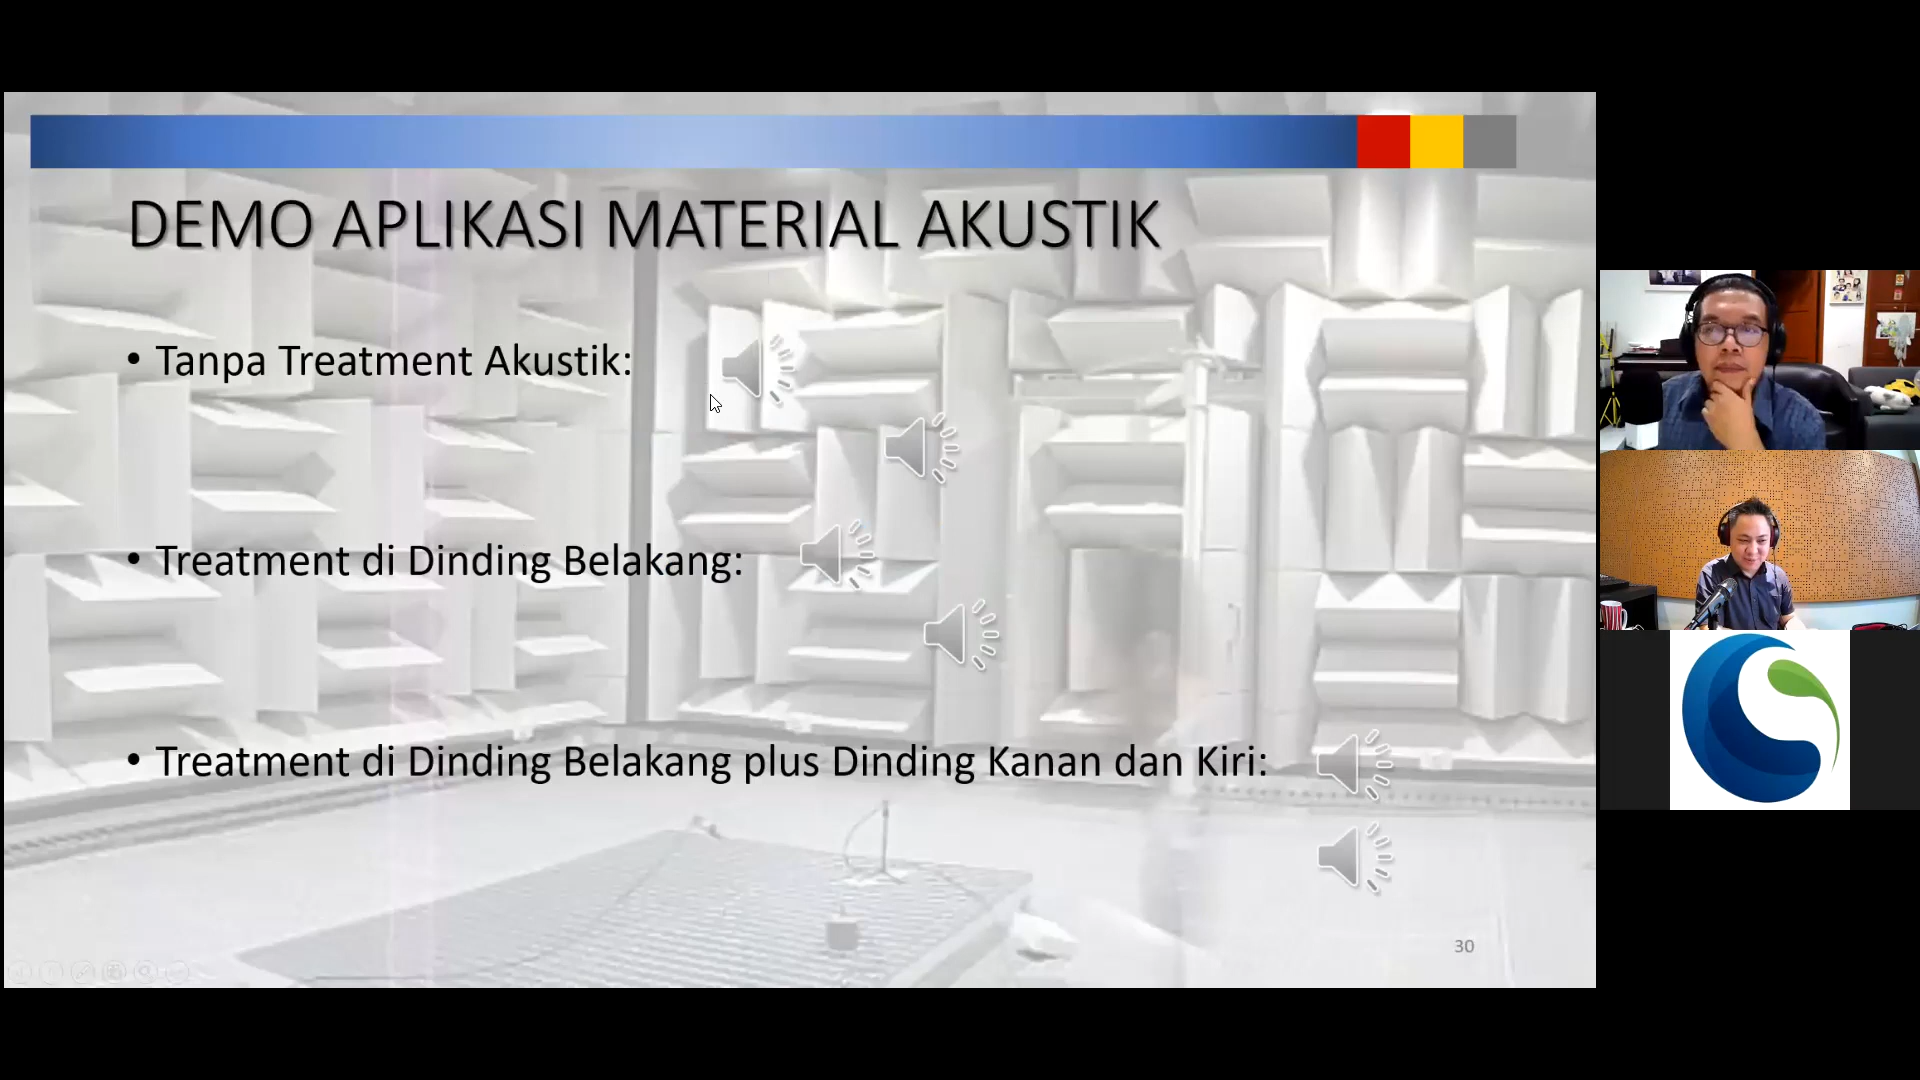 DEMO APLIKASI MATERIAL AKUSTIK
• Tanpa Treatment Akustik:
• Treatment di Dinding Belakang:
• Treatment di Dinding Belakang plus Dinding Kanan dan Kiri:
30